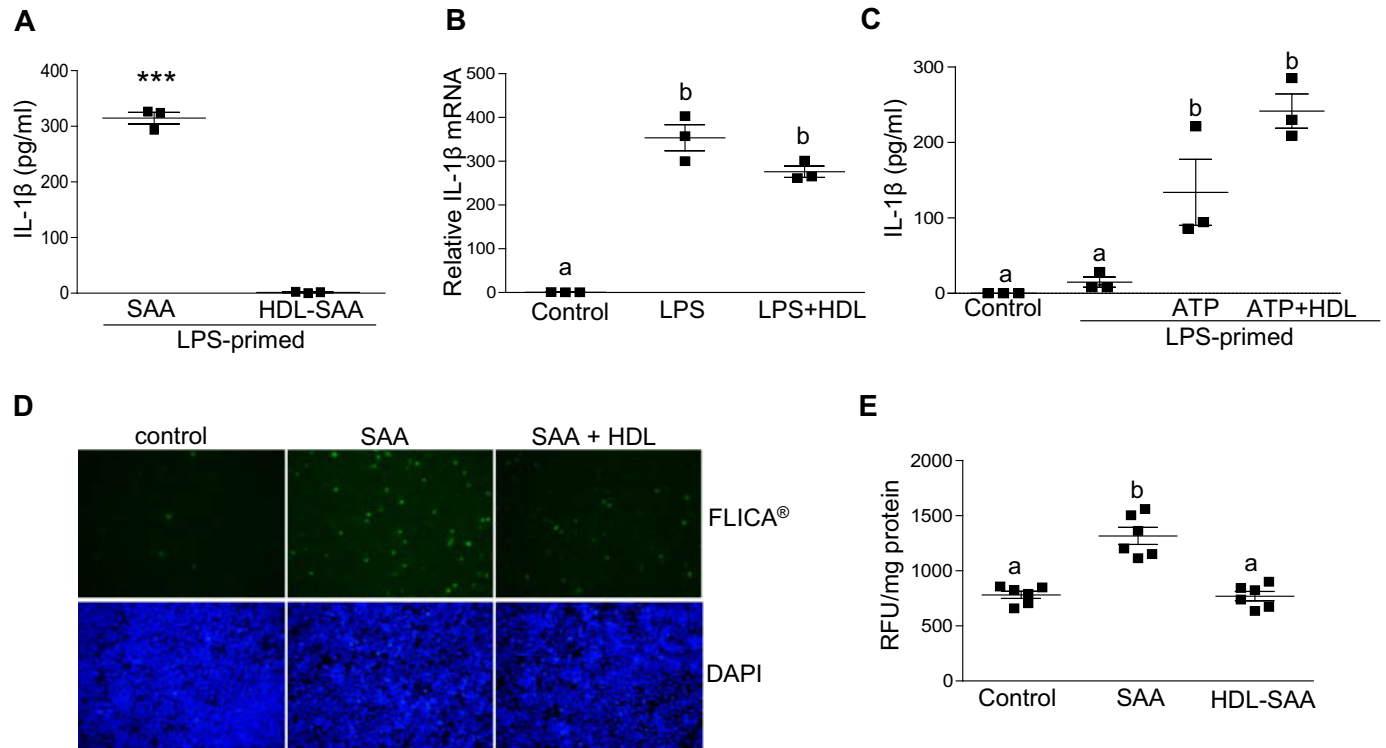 A
IL-1β (pg/ml)
400
300
200
100
0
***
SAA
HDL-SAA
LPS-primed
B
Relative IL-1β mRNA
500
400
300
200
100
0
a
b
b
Control
LPS
LPS+HDL
C
IL-1β (pg/ml)
300
200
100
0
a
a
b
b
Control
ATP
ATP+HDL
LPS-primed
D
control
SAA
SAA + HDL
FLICA®
DAPI
E
RFU/mg protein
2000
1500
1000
500
0
a
b
a
Control
SAA
HDL-SAA